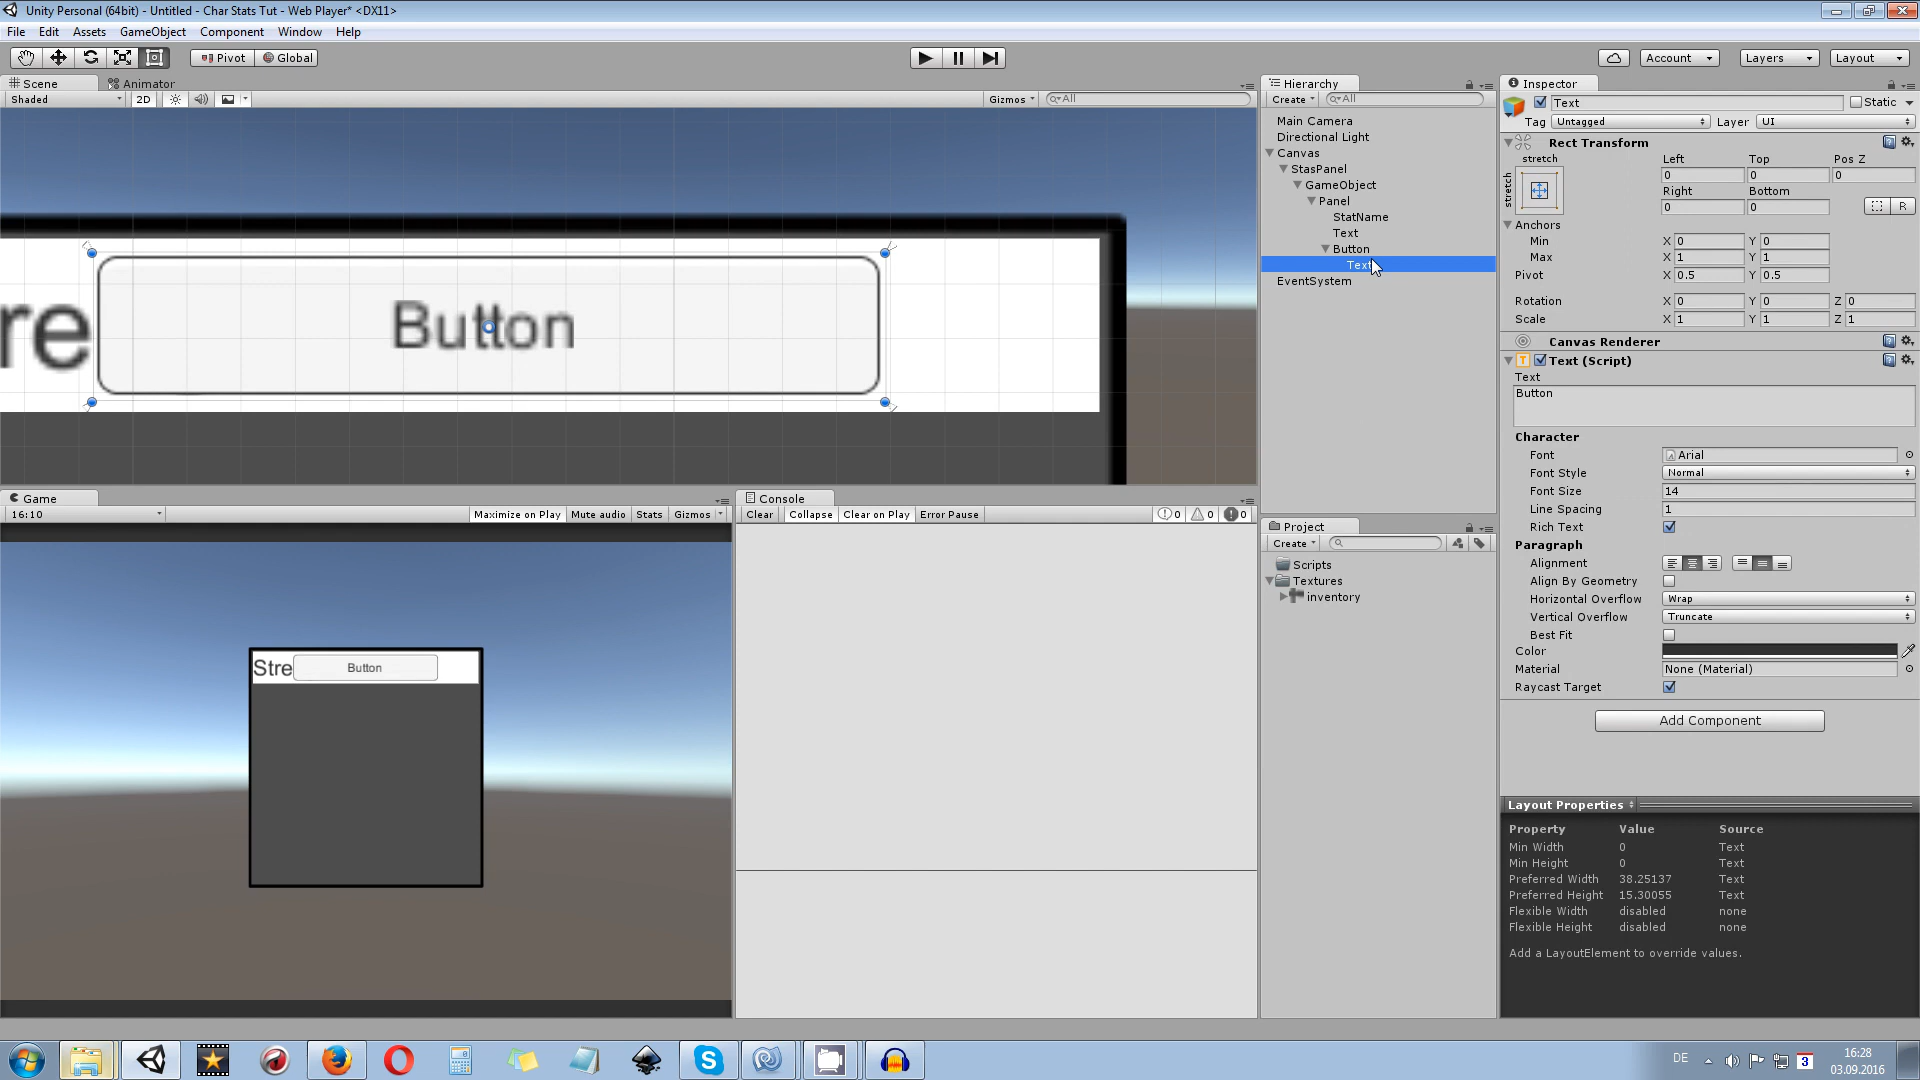 Unity Personal (64bit) - Untitled - Char Stats Tut - Web Player* <DX11>
File Edit Assets GameObject Component Window Help
Pivot Global Account Layers Layout
Scene Animator
Shaded 2D Gizmos All
re Button
Game
16:10 Maximize on Play Mute audio Stats Gizmos
Stre Button
Console
Clear Collapse Clear on Play Error Pause 0 0 0
Hierarchy
Create All
Main Camera
Directional Light
Canvas
StasPanel
GameObject
Panel
StatName
Text
Button
Text
EventSystem
Project
Create
Scripts
Textures
inventory
Inspector
Text Static
Tag Untagged Layer UI
Rect Transform
stretch Left Top Pos Z
stretch
0 0 0
Right Bottom
0 0 R
Anchors
Min X 0 Y 0
Max X 1 Y 1
Pivot X 0.5 Y 0.5
Rotation X 0 Y 0 Z 0
Scale X 1 Y 1 Z 1
Canvas Renderer
Text (Script)
Text
Button
Character
Font Arial
Font Style Normal
Font Size 14
Line Spacing 1
Rich Text
Paragraph
Alignment
Align By Geometry
Horizontal Overflow Wrap
Vertical Overflow Truncate
Best Fit
Color
Material None (Material)
Raycast Target
Add Component
Layout Properties
Property Value Source
Min Width 0 Text
Min Height 0 Text
Preferred Width 38.25137 Text
Preferred Height 15.30055 Text
Flexible Width disabled none
Flexible Height disabled none
Add a LayoutElement to override values.
DE 3 16:28
03.09.2016